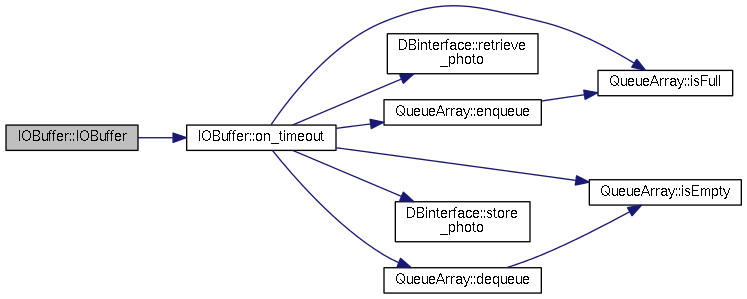 IOBuffer::IOBuffer
IOBuffer::on_timeout
DBinterface::retrieve
_photo
QueueArray::enqueue
QueueArray::isFull
QueueArray::isEmpty
DBinterface::store
_photo
QueueArray::dequeue